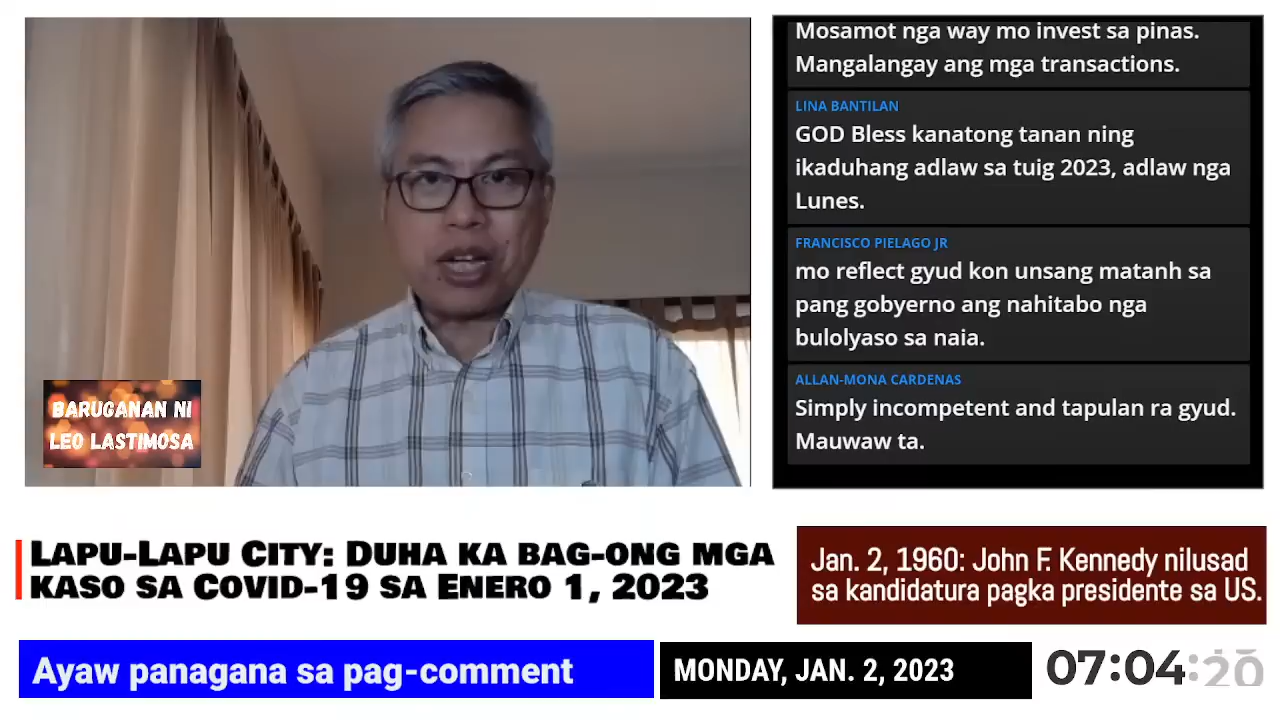 Mosamot nga way mo invest sa pinas.
Mangalangay ang mga transactions.
LINA BANTILAN
GOD Bless kanatong tanan ning
ikaduhang adlaw sa tuig 2023, adlaw nga
Lunes.
FRANCISCO PIELAGO JR
mo reflect gyud kon unsang matanh sa
pang gobyerno ang nahitabo nga
bulolyaso sa naia.
ALLAN-MONA CARDENAS
Simply incompetent and tapulan ra gyud.
Mauwaw ta.
BARUGANAN NI
LEO LASTIMOSA
LAPU-LAPU CITY: DUHA KA BAG-ONG MGA
KASO SA COVID-19 SA ENERO 1, 2023
Jan. 2, 1960: John F. Kennedy nilusad
sa kandidatura pagka presidente sa US.
Ayaw panagana sa pag-comment
MONDAY, JAN. 2, 2023
07:04:20